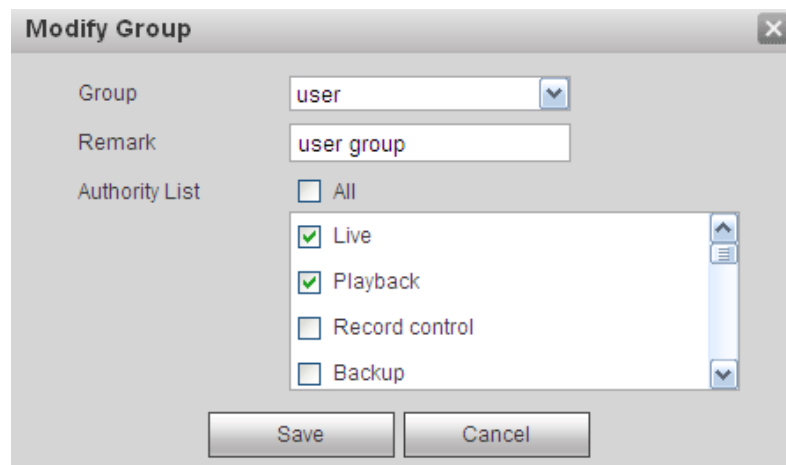 Modify Group
Group user
Remark user group
Authority List All
Live
Playback
Record control
Backup
Save Cancel